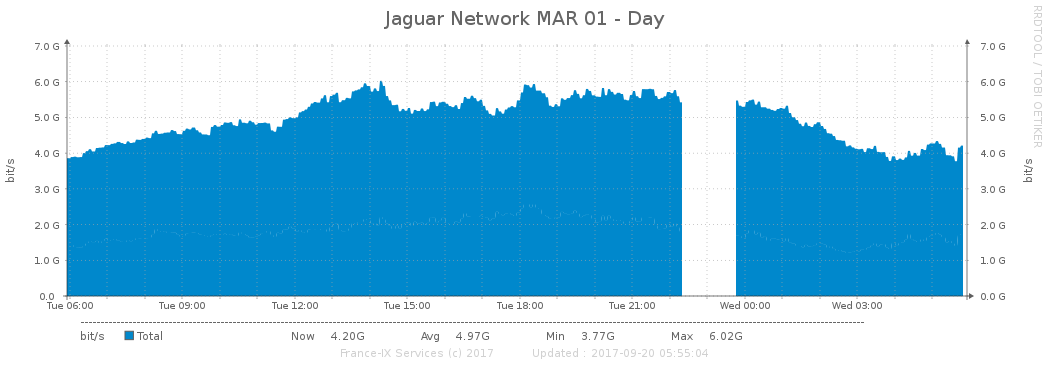 Jaguar Network MAR 01 - Day
RRDTOOL / TOBI OETIKER
7.0 G 7.0 G
6.0 G 6.0 G
5.0 G 5.0 G
4.0 G 4.0 G
3.0 G 3.0 G
2.0 G 2.0 G
1.0 G 1.0 G
0.0 0.0 G
bit/s bit/s
Tue 06:00 Tue 09:00 Tue 12:00 Tue 15:00 Tue 18:00 Tue 21:00 Wed 00:00 Wed 03:00
bit/s Total Now 4.20G Avg 4.97G Min 3.77G Max 6.02G
France-IX Services (c) 2017 Updated : 2017-09-20 05:55:04